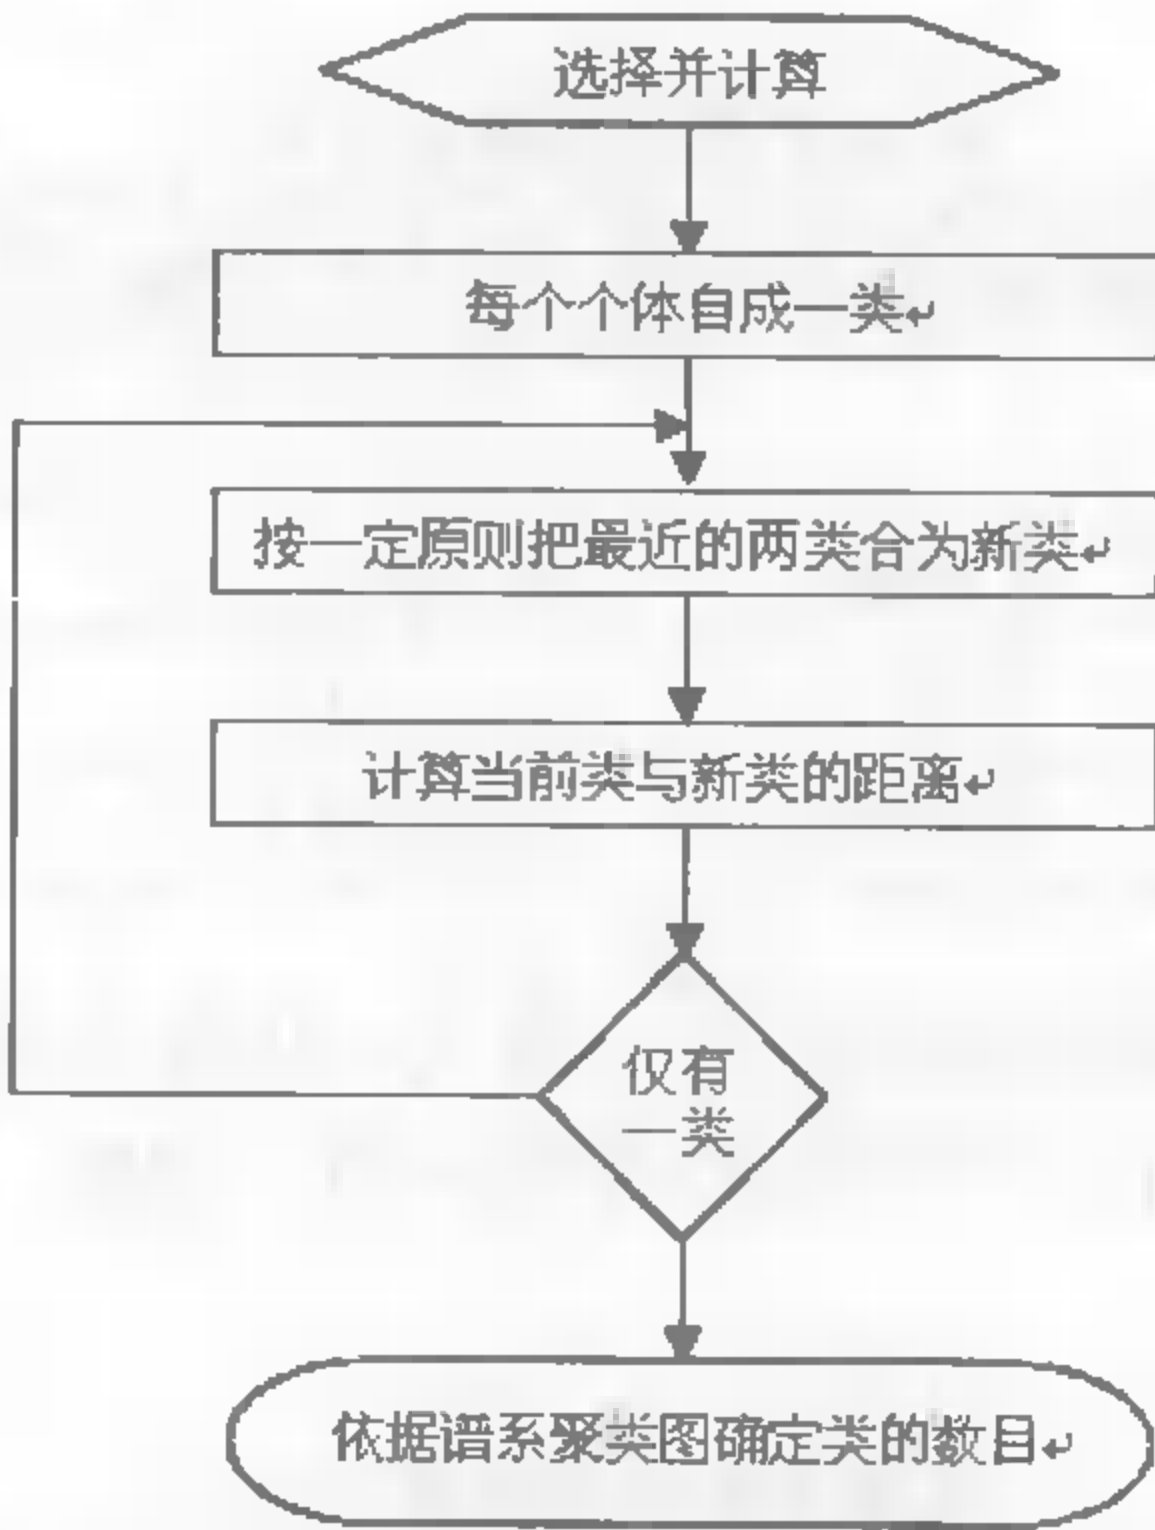 选择并计算
每个个体自成一类↵
按一定原则把最近的两类合为新类↵
计算当前类与新类的距离↵
仅有
一类
依据谱系聚类图确定类的数目↵